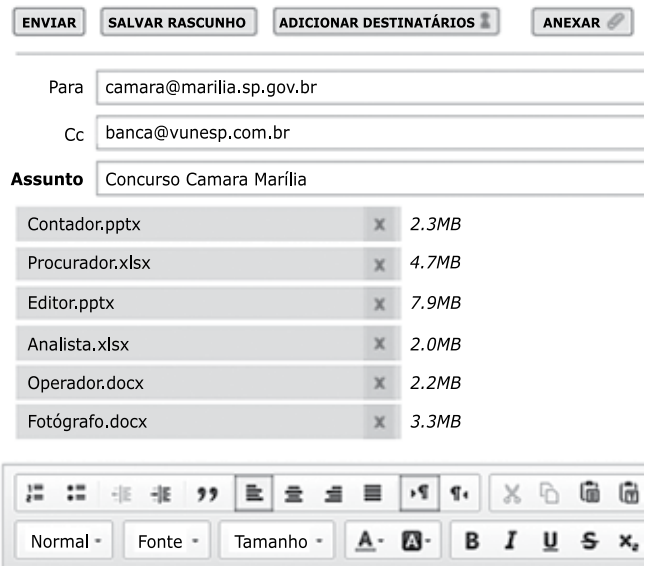 ENVIAR SALVAR RASCUNHO ADICIONAR DESTINATÁRIOS ANEXAR
Para camara@marilia.sp.gov.br
Cc banca@vunesp.com.br
Assunto Concurso Camara Marília
Contador.pptx x 2.3MB
Procurador.xlsx x 4.7MB
Editor.pptx x 7.9MB
Analista.xlsx x 2.0MB
Operador.docx x 2.2MB
Fotógrafo.docx x 3.3MB
Normal Fonte Tamanho A A B I U S x₂